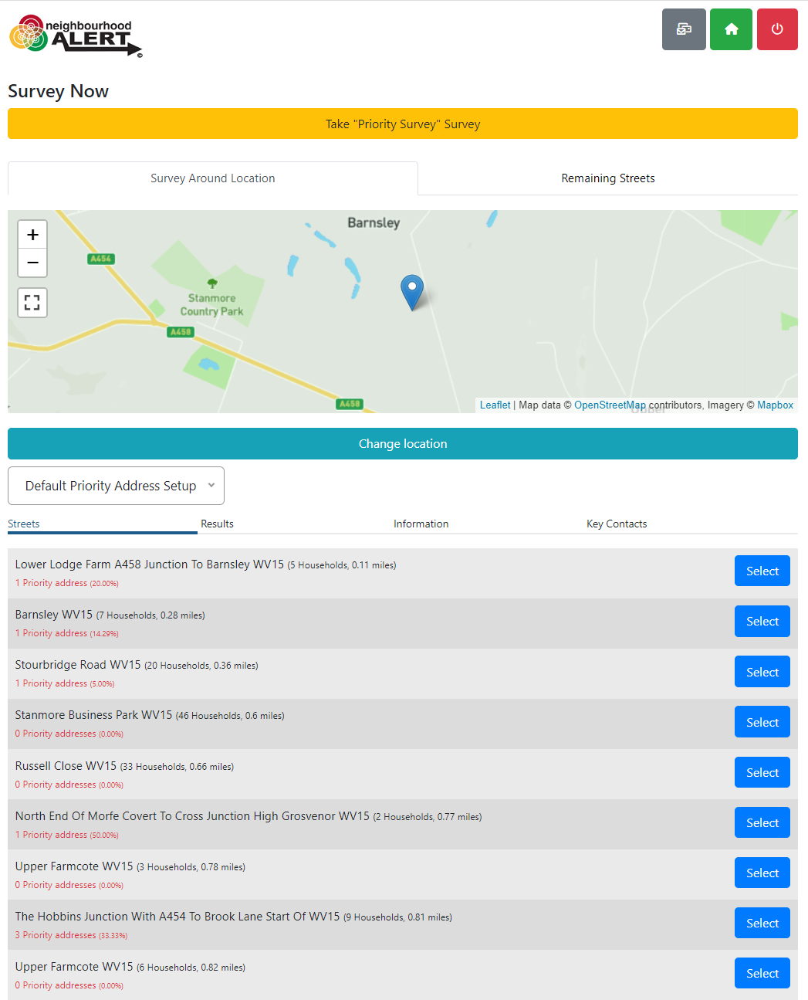 neighbourhood
ALERT
©
Survey Now
Take "Priority Survey" Survey
Survey Around Location
Remaining Streets
Barnsley
+
−
A454
Stanmore
Country Park
A458
A458
Leaflet | Map data © OpenStreetMap contributors, Imagery © Mapbox
Upper
Change location
Default Priority Address Setup
Streets
Results
Information
Key Contacts
Lower Lodge Farm A458 Junction To Barnsley WV15 (5 Households, 0.11 miles)
1 Priority address (20.00%)
Select
Barnsley WV15 (7 Households, 0.28 miles)
1 Priority address (14.29%)
Select
Stourbridge Road WV15 (20 Households, 0.36 miles)
1 Priority address (5.00%)
Select
Stanmore Business Park WV15 (46 Households, 0.6 miles)
0 Priority addresses (0.00%)
Select
Russell Close WV15 (33 Households, 0.66 miles)
0 Priority addresses (0.00%)
Select
North End Of Morfe Covert To Cross Junction High Grosvenor WV15 (2 Households, 0.77 miles)
1 Priority address (50.00%)
Select
Upper Farmcote WV15 (3 Households, 0.78 miles)
0 Priority addresses (0.00%)
Select
The Hobbins Junction With A454 To Brook Lane Start Of WV15 (9 Households, 0.81 miles)
3 Priority addresses (33.33%)
Select
Upper Farmcote WV15 (6 Households, 0.82 miles)
0 Priority addresses (0.00%)
Select